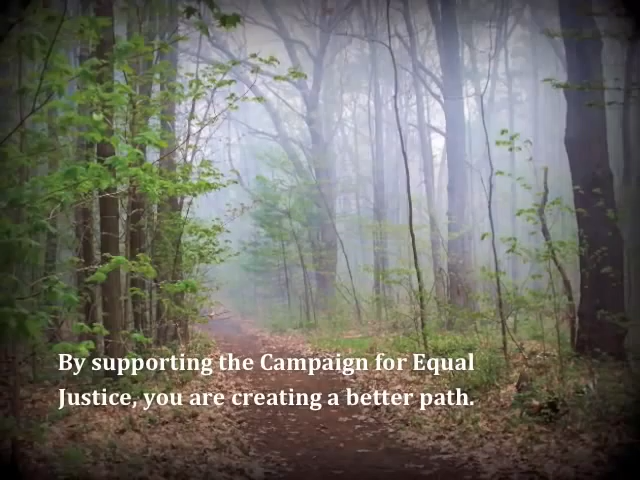 By supporting the Campaign for Equal
Justice, you are creating a better path.